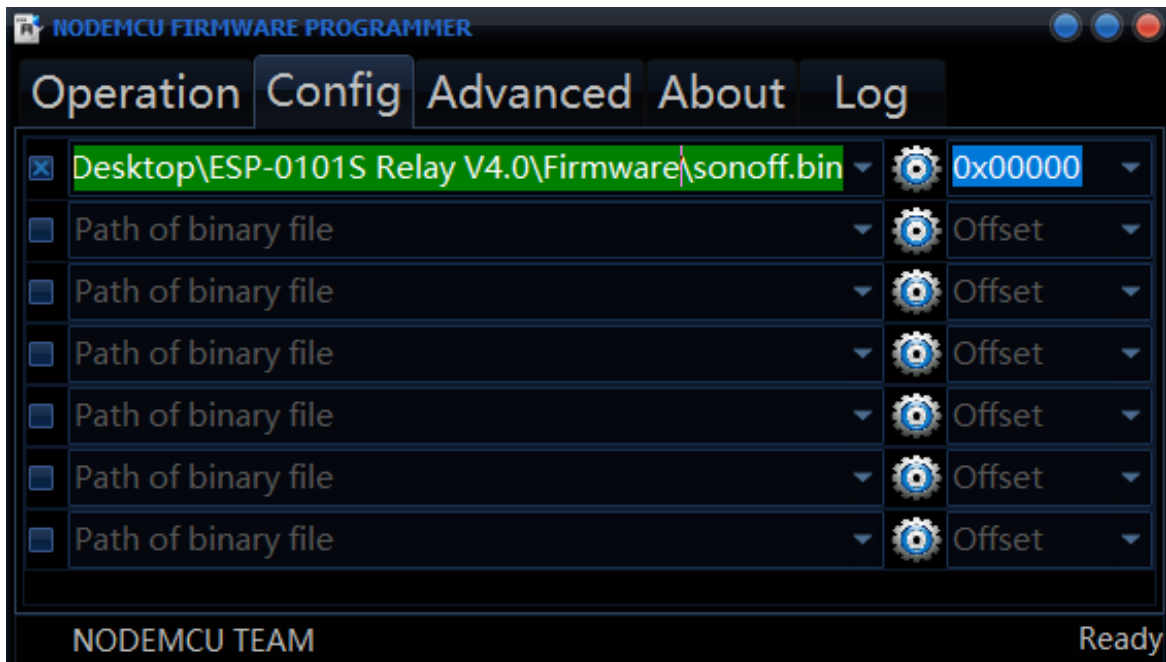 NODEMCU FIRMWARE PROGRAMMER
Operation Config Advanced About Log
Desktop\ESP-0101S Relay V4.0\Firmware\sonoff.bin 0x00000
Path of binary file Offset
Path of binary file Offset
Path of binary file Offset
Path of binary file Offset
Path of binary file Offset
Path of binary file Offset
NODEMCU TEAM Ready